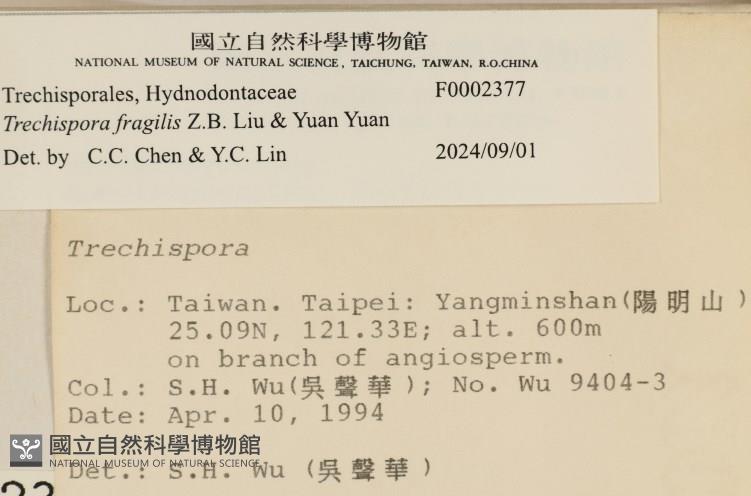 國立自然科學博物館
NATIONAL MUSEUM OF NATURAL SCIENCE, TAICHUNG, TAIWAN, R.O.CHINA
Trechisporales, Hydnodontaceae F0002377
Trechispora fragilis Z.B. Liu & Yuan Yuan
Det. by C.C. Chen & Y.C. Lin 2024/09/01
Trechispora
Loc.: Taiwan. Taipei: Yangminshan(陽明山)
25.09N, 121.33E; alt. 600m
on branch of angiosperm.
Col.: S.H. Wu(吳聲華); No. Wu 9404-3
Date: Apr. 10, 1994
國立自然科學博物館
NATIONAL MUSEUM OF NATURAL SCIENCE
Det.: S.H. Wu (吳聲華)